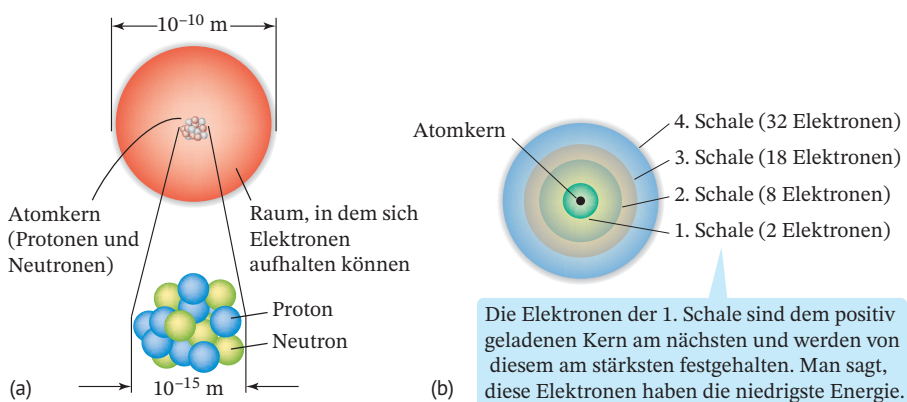 10⁻¹⁰ m
Atomkern
(Protonen und
Neutronen)
Raum, in dem sich
Elektronen
aufhalten können
Proton
Neutron
10⁻¹⁵ m
(a)
Atomkern
4. Schale (32 Elektronen)
3. Schale (18 Elektronen)
2. Schale (8 Elektronen)
1. Schale (2 Elektronen)
Die Elektronen der 1. Schale sind dem positiv
geladenen Kern am nächsten und werden von
diesem am stärksten festgehalten. Man sagt,
diese Elektronen haben die niedrigste Energie.
(b)